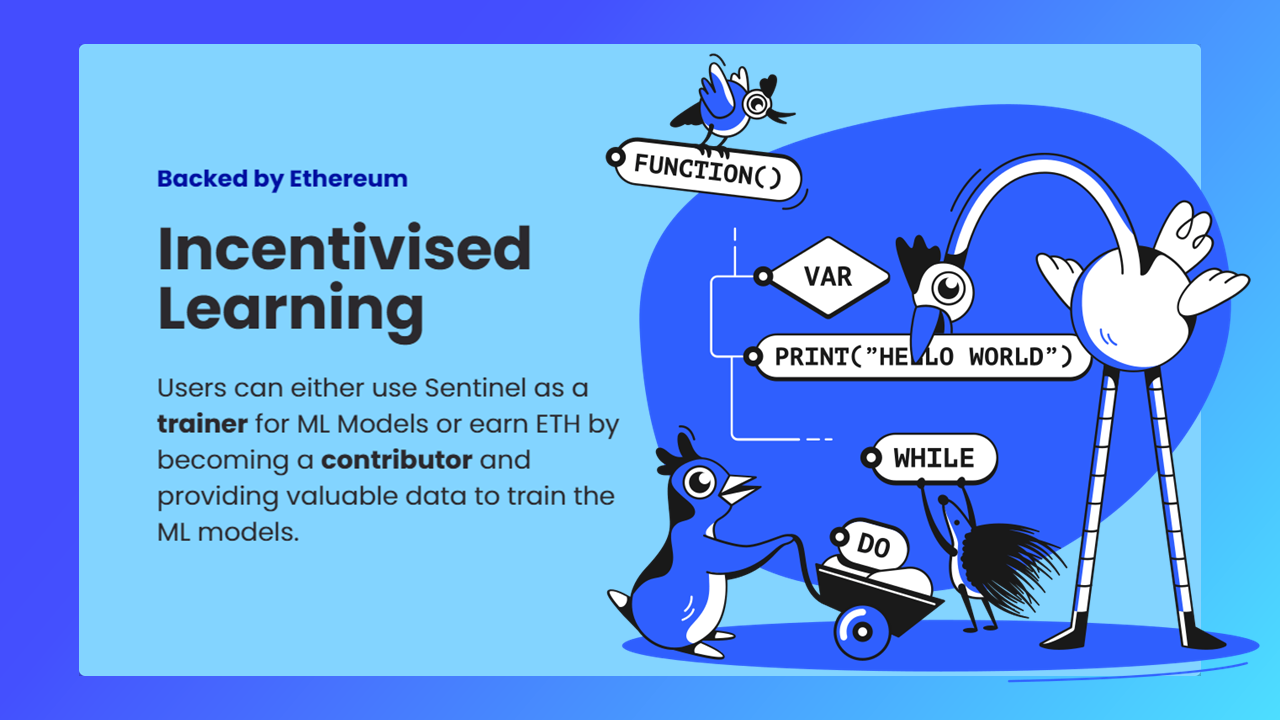 Backed by Ethereum
Incentivised
Learning
Users can either use Sentinel as a
trainer for ML Models or earn ETH by
becoming a contributor and
providing valuable data to train the
ML models.
FUNCTION()
VAR
PRINT(”HELLO WORLD”)
WHILE
DO